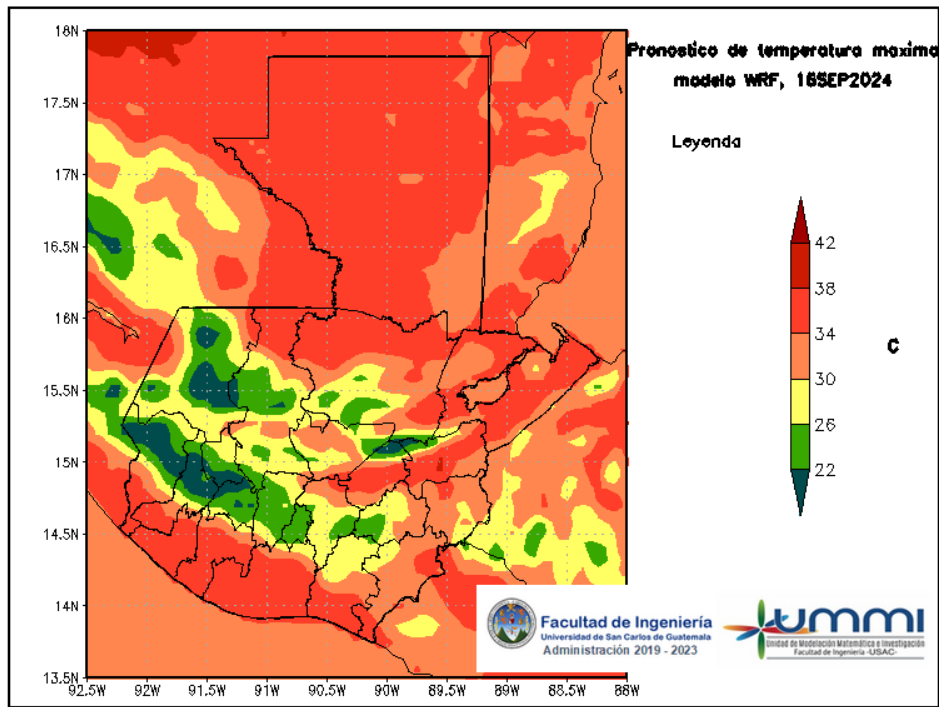 Pronostico de temperatura maxima
modelo WRF, 16SEP2024
Leyenda
42
38
34
30
26
22
C
18N
17.5N
17N
16.5N
16N
15.5N
15N
14.5N
14N
13.5N
92.5W 92W 91.5W 91W 90.5W 90W 89.5W 89W 88.5W 88W
Facultad de Ingeniería
Universidad de San Carlos de Guatemala
Administración 2019 - 2023
UMMI
Unidad de Modelación Matemática e Investigación
Facultad de Ingeniería -USAC-